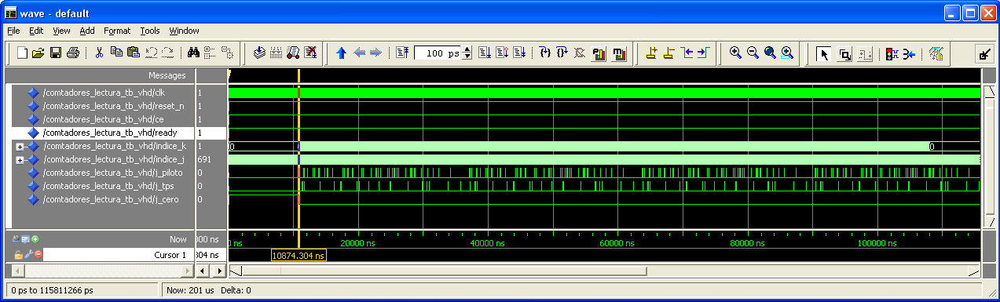 wave - default
File Edit View Add Format Tools Window
100 ps
Messages
/comtadores_lectura_tb_vhd/clk 1
/comtadores_lectura_tb_vhd/reset_n 1
/comtadores_lectura_tb_vhd/ce 1
/comtadores_lectura_tb_vhd/ready 1
/comtadores_lectura_tb_vhd/indice_k 1 0 0
/comtadores_lectura_tb_vhd/indice_j 691
/comtadores_lectura_tb_vhd/j_piloto 0
/comtadores_lectura_tb_vhd/j_tps 0
/comtadores_lectura_tb_vhd/j_cero 0
Now 000 ns ns 20000 ns 40000 ns 60000 ns 80000 ns 100000 ns
Cursor 1 304 ns 10874.304 ns
0 ps to 115811266 ps Now: 201 us Delta: 0